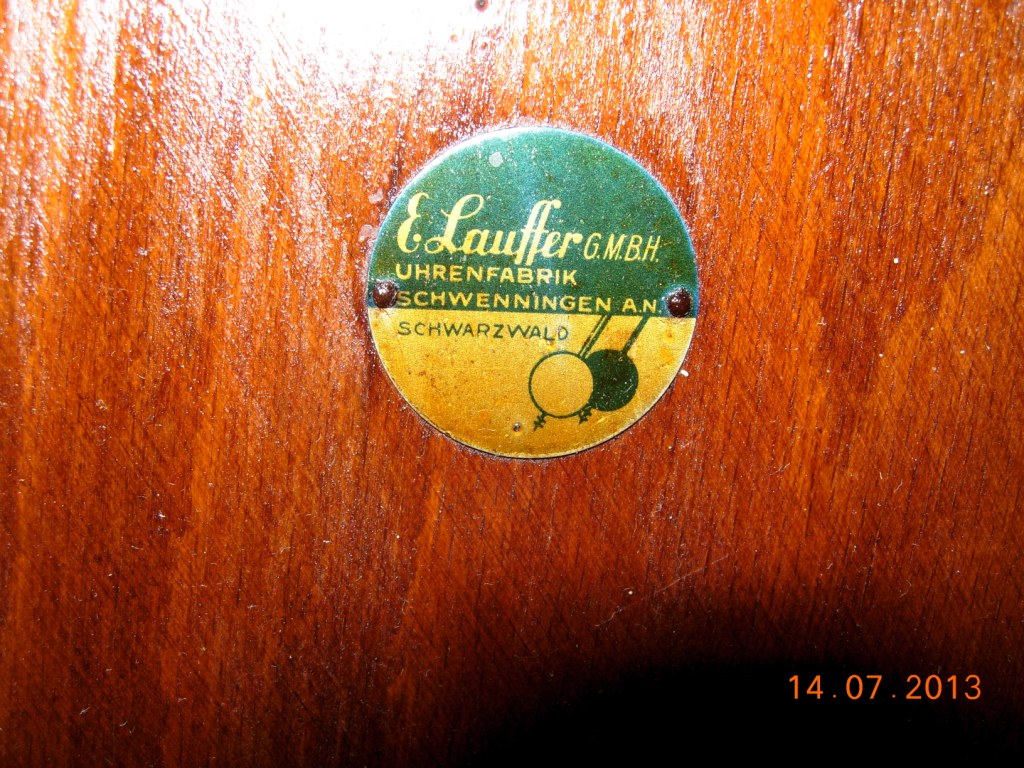 E. Lauffer G.M.B.H.
UHRENFABRIK
SCHWENNINGEN A.N.
SCHWARZWALD
14.07.2013